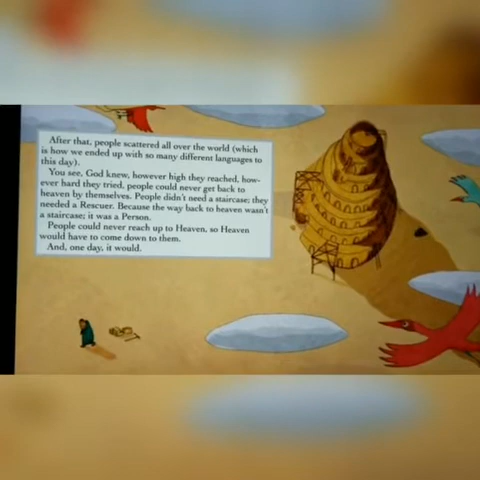 After that, people scattered all over the world (which
is how we ended up with so many different languages to
this day).
You see, God knew, however high they reached, how-
ever hard they tried, people could never get back to
heaven by themselves. People didn't need a staircase; they
needed a Rescuer. Because the way back to heaven wasn't
a staircase; it was a Person.
People could never reach up to Heaven, so Heaven
would have to come down to them.
And, one day, it would.